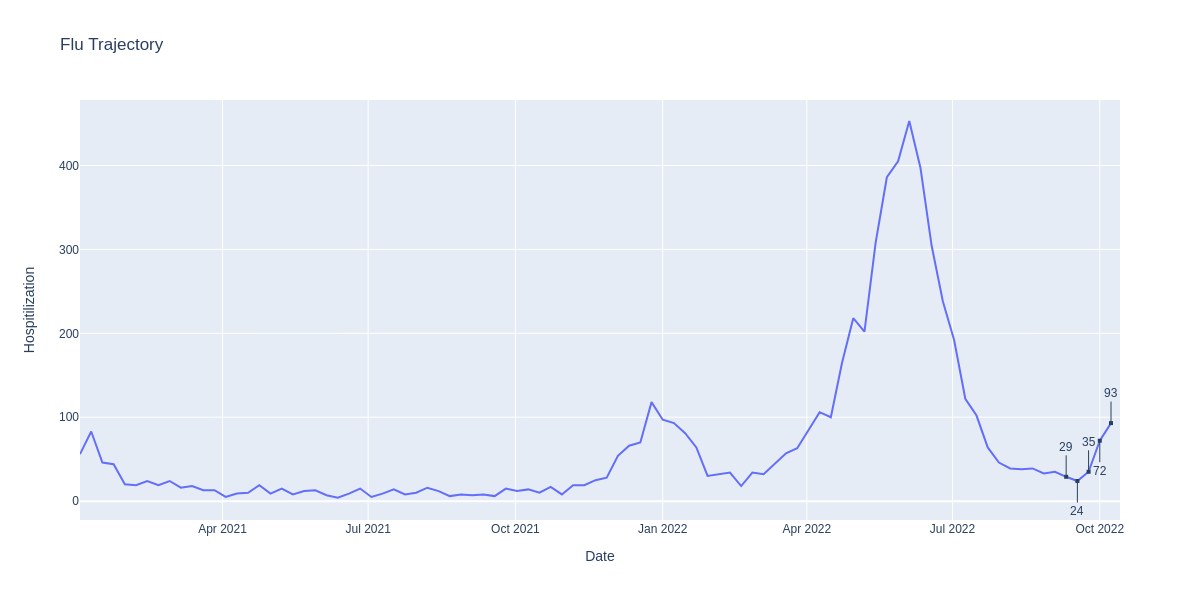 Flu Trajectory
400
300
200
100
0
Hospitilization
93
29
35
72
24
Apr 2021
Jul 2021
Oct 2021
Jan 2022
Apr 2022
Jul 2022
Oct 2022
Date